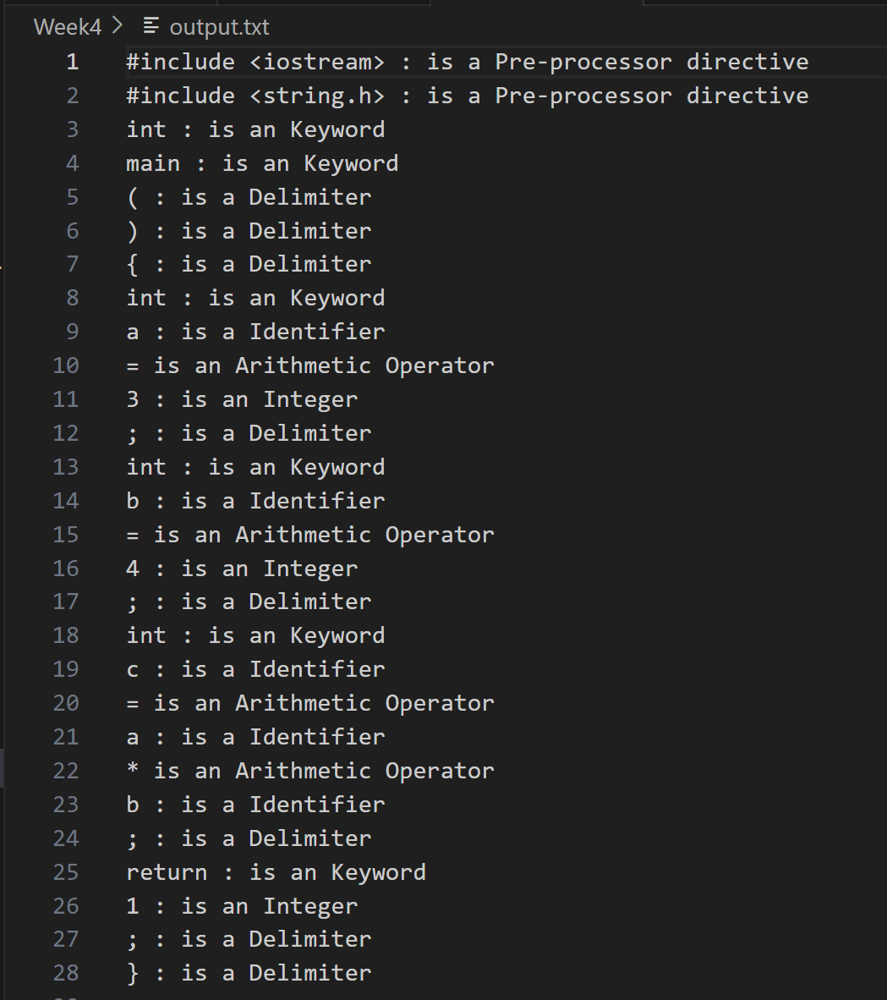 Week4 > output.txt
1 #include <iostream> : is a Pre-processor directive
2 #include <string.h> : is a Pre-processor directive
3 int : is an Keyword
4 main : is an Keyword
5 ( : is a Delimiter
6 ) : is a Delimiter
7 { : is a Delimiter
8 int : is an Keyword
9 a : is a Identifier
10 = is an Arithmetic Operator
11 3 : is an Integer
12 ; : is a Delimiter
13 int : is an Keyword
14 b : is a Identifier
15 = is an Arithmetic Operator
16 4 : is an Integer
17 ; : is a Delimiter
18 int : is an Keyword
19 c : is a Identifier
20 = is an Arithmetic Operator
21 a : is a Identifier
22 * is an Arithmetic Operator
23 b : is a Identifier
24 ; : is a Delimiter
25 return : is an Keyword
26 1 : is an Integer
27 ; : is a Delimiter
28 } : is a Delimiter